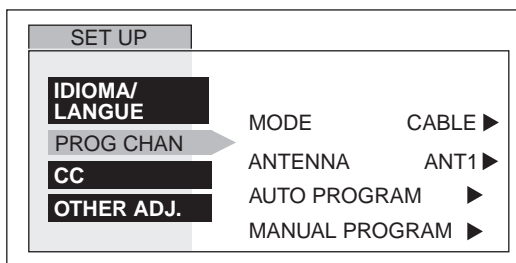 SET UP
IDIOMA/
LANGUE
PROG CHAN
CC
OTHER ADJ.
MODE CABLE ▶
ANTENNA ANT1 ▶
AUTO PROGRAM ▶
MANUAL PROGRAM ▶